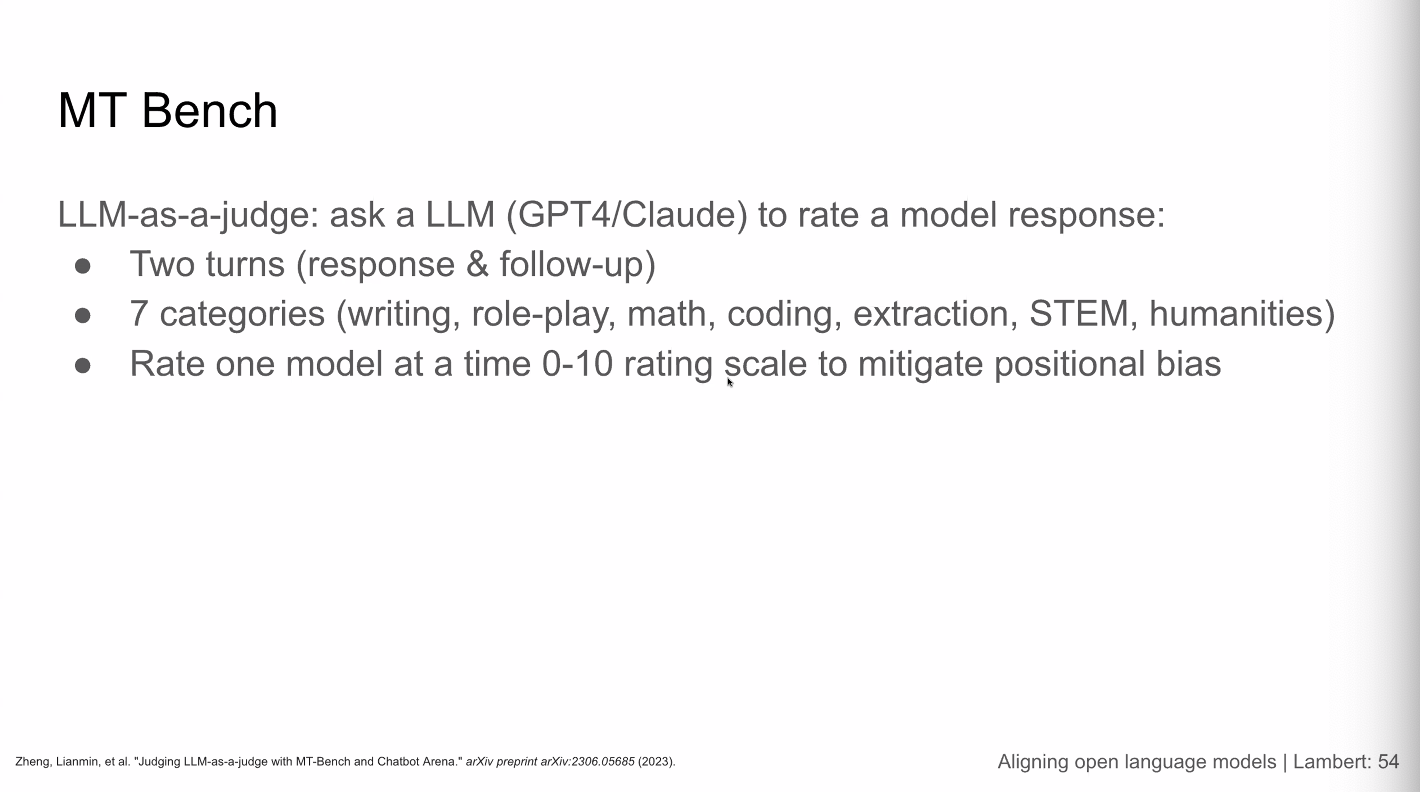 MT Bench
LLM-as-a-judge: ask a LLM (GPT4/Claude) to rate a model response:
● Two turns (response & follow-up)
● 7 categories (writing, role-play, math, coding, extraction, STEM, humanities)
● Rate one model at a time 0-10 rating scale to mitigate positional bias
Zheng, Lianmin, et al. "Judging LLM-as-a-judge with MT-Bench and Chatbot Arena." arXiv preprint arXiv:2306.05685 (2023).
Aligning open language models | Lambert: 54